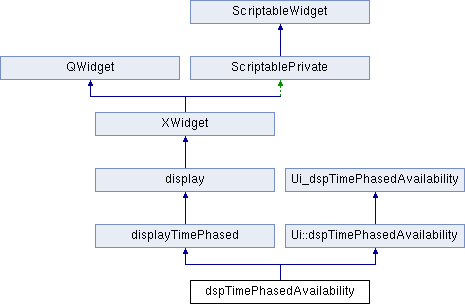 ScriptableWidget
QWidget
ScriptablePrivate
XWidget
display
Ui_dspTimePhasedAvailability
displayTimePhased
Ui::dspTimePhasedAvailability
dspTimePhasedAvailability